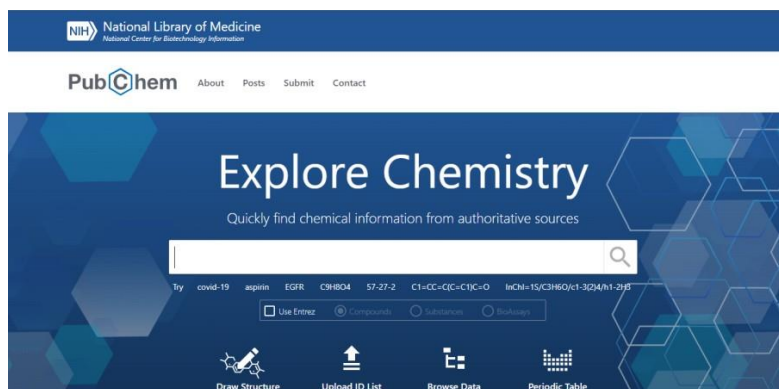 NIH National Library of Medicine
National Center for Biotechnology Information
PubChem About Posts Submit Contact
Explore Chemistry
Quickly find chemical information from authoritative sources
Try covid-19 aspirin EGFR C9H8O4 57-27-2 C1=CC=C(C=C1)C=O InChI=1S/C3H6O/c1-3(2)4/h1-2H3
Use Entrez Compounds Substances BioAssays
Draw Structure Upload ID List Browse Data Periodic Table